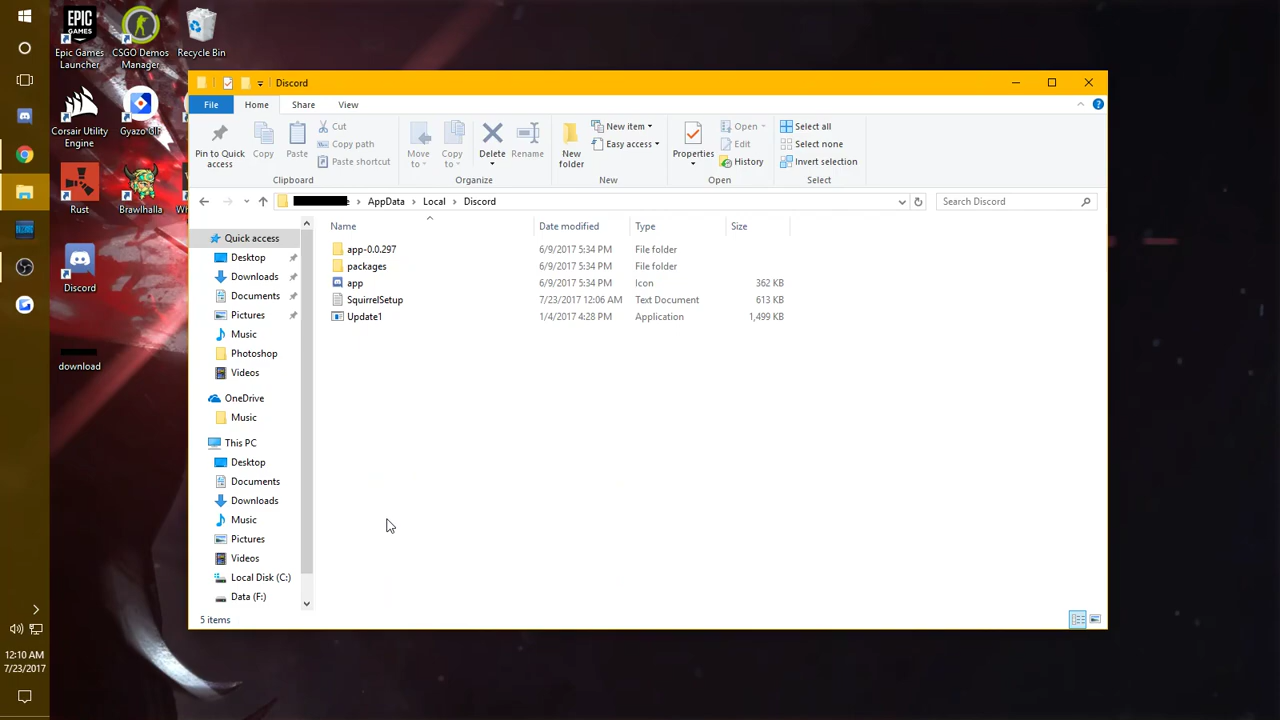 Epic Games Launcher
CSGO Demos Manager
Recycle Bin
Corsair Utility Engine
Gyazo GIF
Rust
Brawlhalla
Discord
download
Discord
File
Home
Share
View
Pin to Quick access
Copy
Paste
Cut
Copy path
Paste shortcut
Clipboard
Move to
Copy to
Delete
Rename
Organize
New folder
New item
Easy access
New
Properties
Open
Edit
History
Open
Select all
Select none
Invert selection
Select
AppData > Local > Discord
Search Discord
Name Date modified Type Size
app-0.0.297 6/9/2017 5:34 PM File folder
packages 6/9/2017 5:34 PM File folder
app 6/9/2017 5:34 PM Icon 362 KB
SquirrelSetup 7/23/2017 12:06 AM Text Document 613 KB
Update1 1/4/2017 4:28 PM Application 1,499 KB
Quick access
Desktop
Downloads
Documents
Pictures
Music
Photoshop
Videos
OneDrive
Music
This PC
Desktop
Documents
Downloads
Music
Pictures
Videos
Local Disk (C:)
Data (F:)
5 items
12:10 AM
7/23/2017